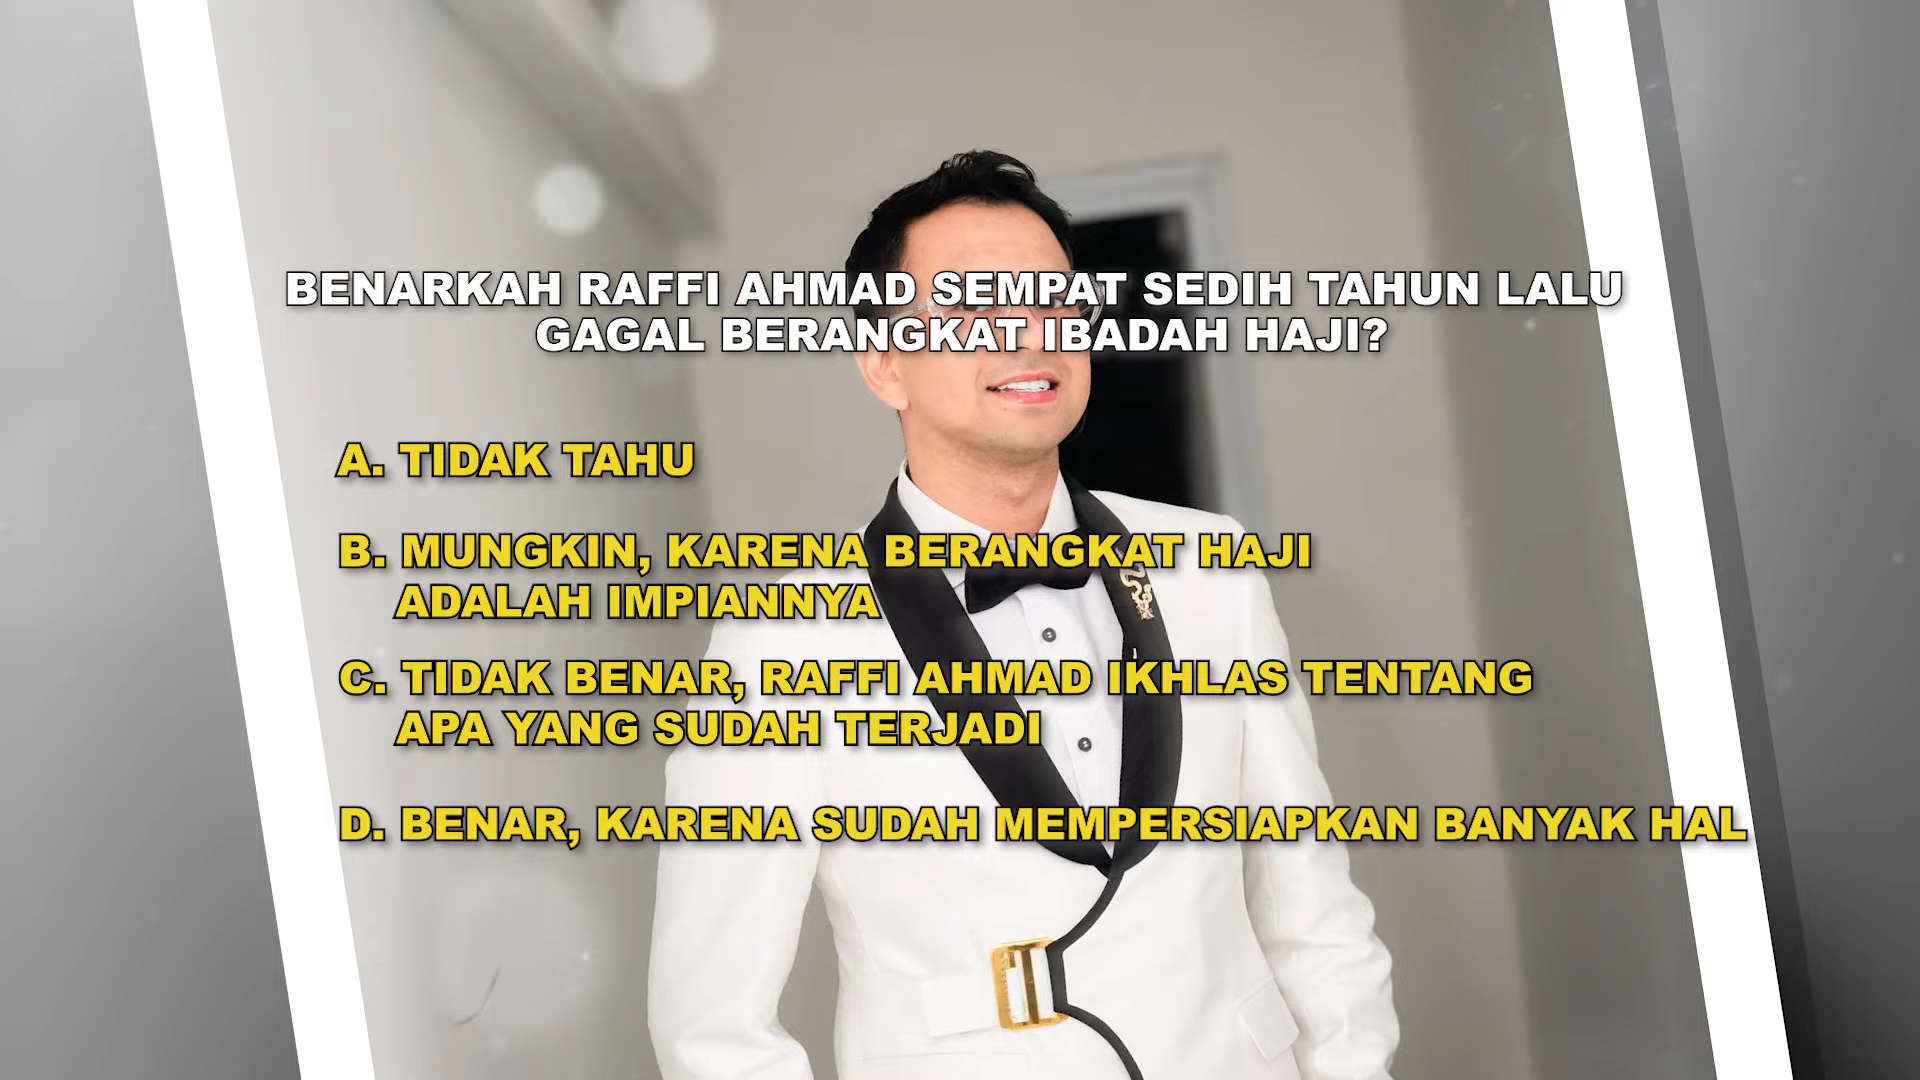 BENARKAH RAFFI AHMAD SEMPAT SEDIH TAHUN LALU
GAGAL BERANGKAT IBADAH HAJI?
A. TIDAK TAHU
B. MUNGKIN, KARENA BERANGKAT HAJI
ADALAH IMPIANNYA
C. TIDAK BENAR, RAFFI AHMAD IKHLAS TENTANG
APA YANG SUDAH TERJADI
D. BENAR, KARENA SUDAH MEMPERSIAPKAN BANYAK HAL